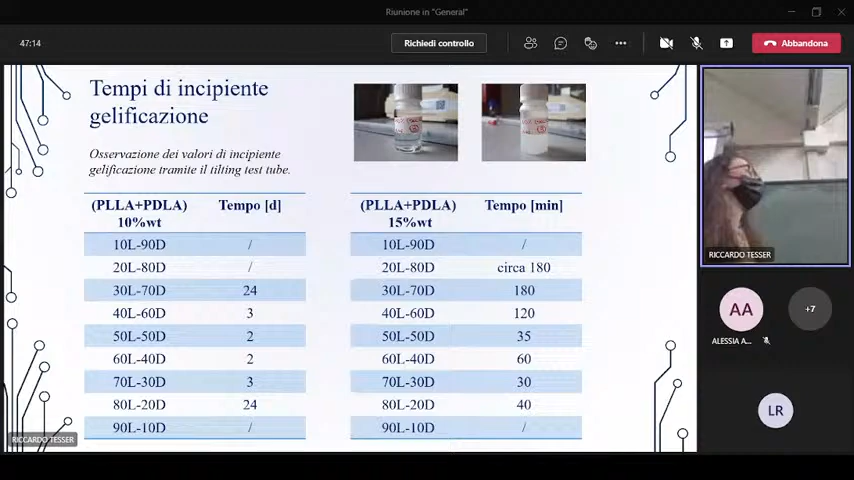 Riunione in "General"
47:14
Richiedi controllo
Abbandona
Tempi di incipiente
gelificazione
Osservazione dei valori di incipiente
gelificazione tramite il tilting test tube.
(PLLA+PDLA) Tempo [d]
10%wt
10L-90D /
20L-80D /
30L-70D 24
40L-60D 3
50L-50D 2
60L-40D 2
70L-30D 3
80L-20D 24
90L-10D /
(PLLA+PDLA) Tempo [min]
15%wt
10L-90D /
20L-80D circa 180
30L-70D 180
40L-60D 120
50L-50D 35
60L-40D 60
70L-30D 30
80L-20D 40
90L-10D /
RICCARDO TESSER
RICCARDO TESSER
AA
+7
ALESSIA A...
LR